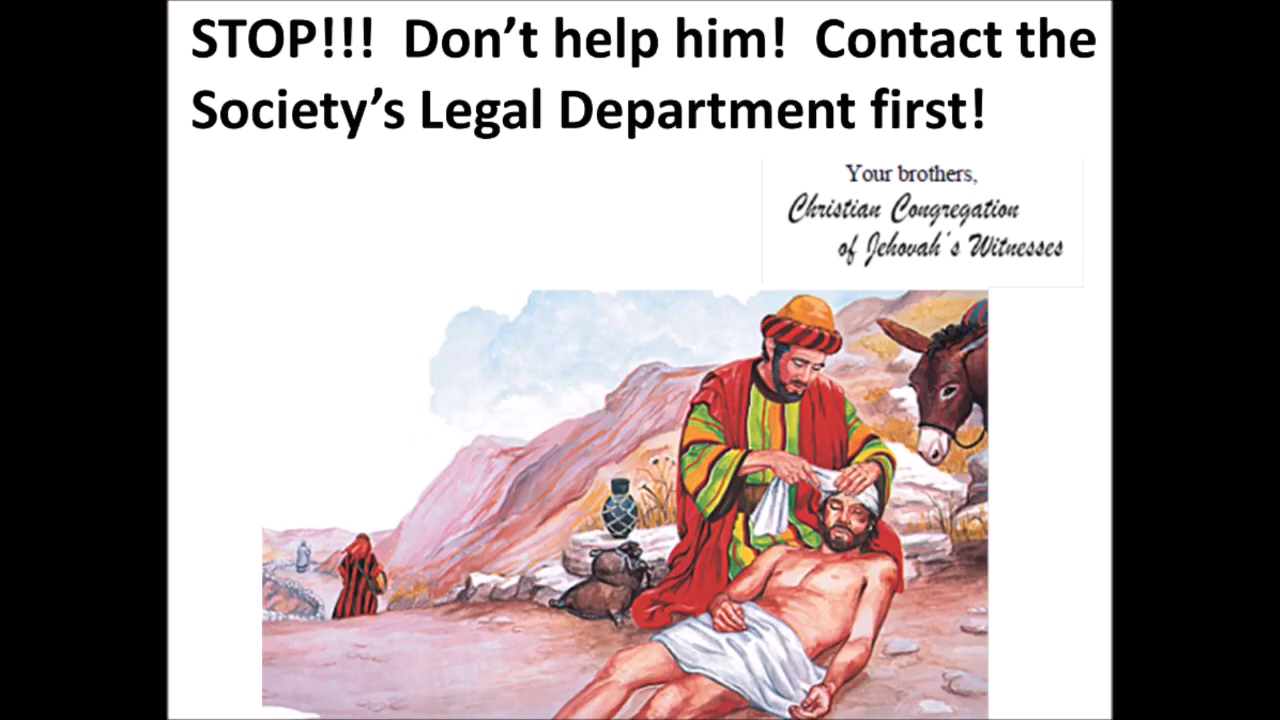 STOP!!!  Don’t help him!  Contact the
Society’s Legal Department first!
Your brothers,
Christian Congregation
of Jehovah's Witnesses